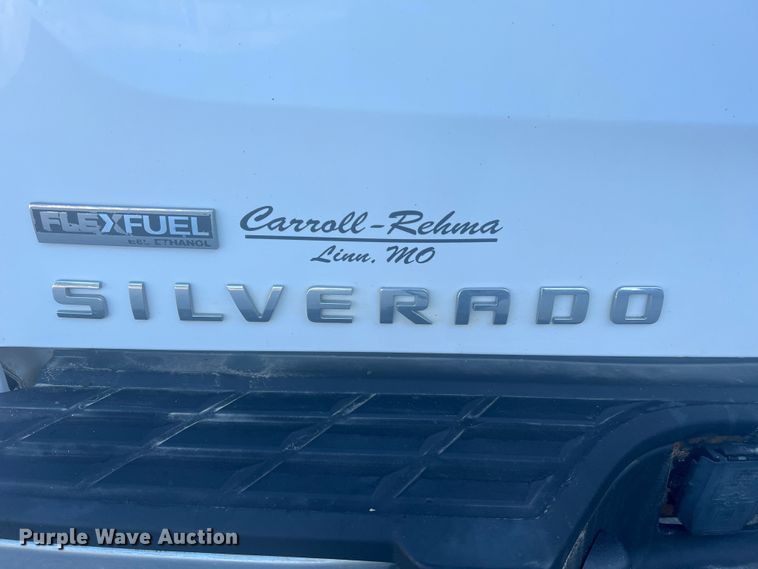 FLEXFUEL
E85 ETHANOL
Carroll-Rehma
Linn, MO
SILVERADO
Purple Wave Auction